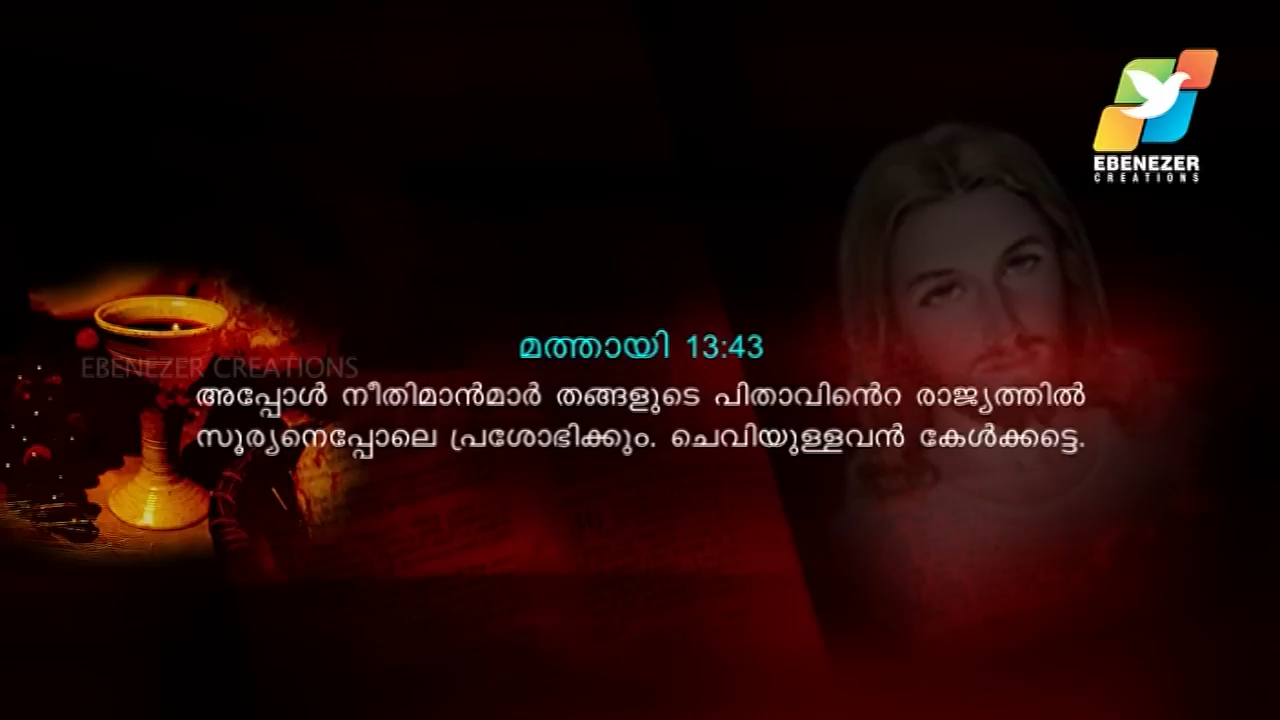 EBENEZER
CREATIONS
മത്തായി 13:43
EBENEZER CREATIONS
അപ്പോൾ നീതിമാൻമാർ തങ്ങളുടെ പിതാവിൻെറ രാജ്യത്തിൽ
സൂര്യനെപ്പോലെ പ്രശോഭിക്കും. ചെവിയുള്ളവൻ കേൾക്കട്ടെ.